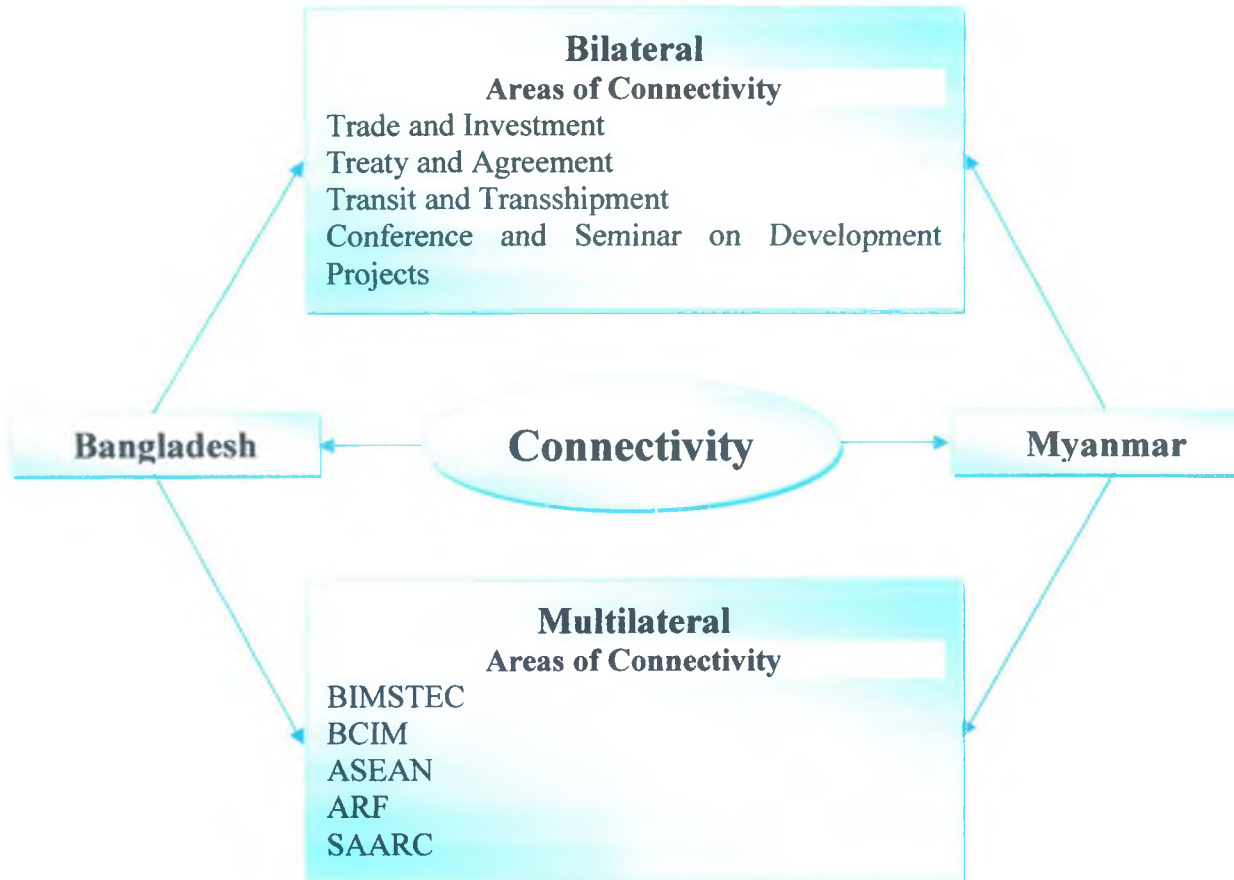 Bilateral
Areas of Connectivity
Trade and Investment
Treaty and Agreement
Transit and Transshipment
Conference and Seminar on Development
Projects
Bangladesh
Connectivity
Myanmar
Multilateral
Areas of Connectivity
BIMSTEC
BCIM
ASEAN
ARF
SAARC